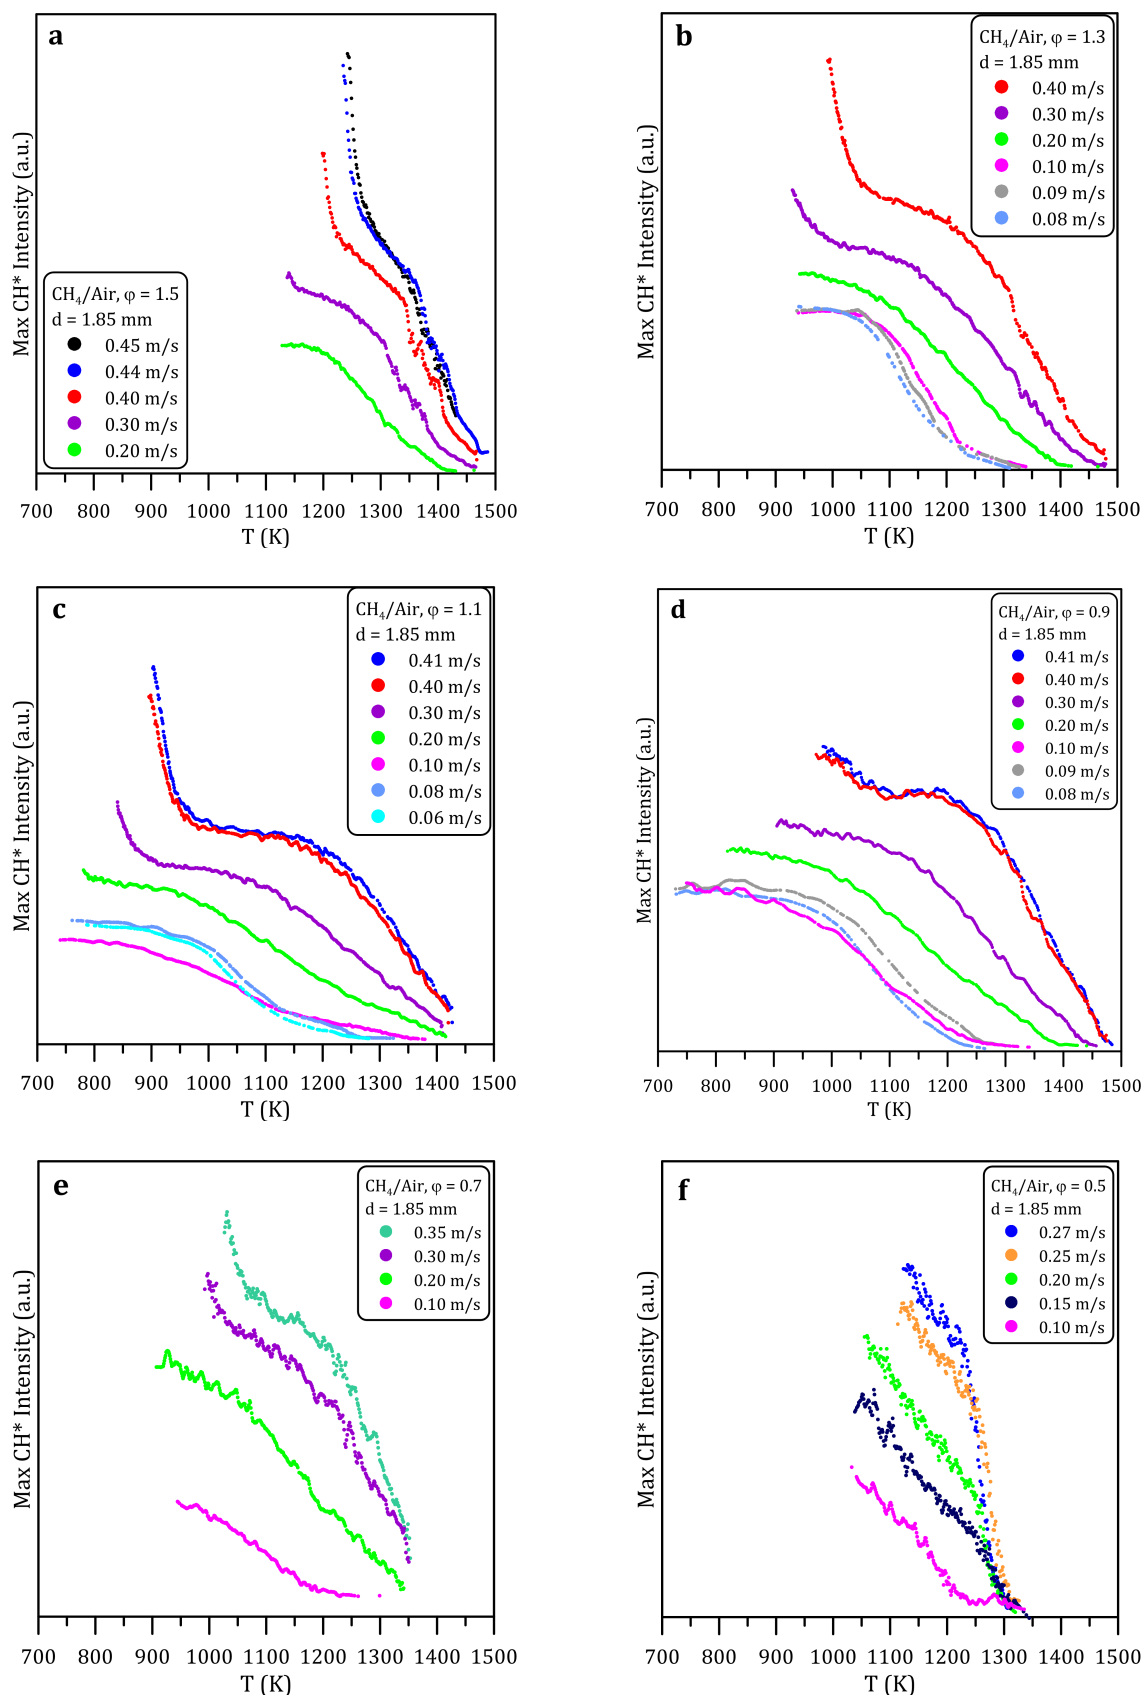 a
Max CH* Intensity (a.u.)
CH₄/Air, φ = 1.5
d = 1.85 mm
0.45 m/s
0.44 m/s
0.40 m/s
0.30 m/s
0.20 m/s
700 800 900 1000 1100 1200 1300 1400 1500
T (K)
b
Max CH* Intensity (a.u.)
CH₄/Air, φ = 1.3
d = 1.85 mm
0.40 m/s
0.30 m/s
0.20 m/s
0.10 m/s
0.09 m/s
0.08 m/s
700 800 900 1000 1100 1200 1300 1400 1500
T (K)
c
Max CH* Intensity (a.u.)
CH₄/Air, φ = 1.1
d = 1.85 mm
0.41 m/s
0.40 m/s
0.30 m/s
0.20 m/s
0.10 m/s
0.08 m/s
0.06 m/s
700 800 900 1000 1100 1200 1300 1400 1500
T (K)
d
Max CH* Intensity (a.u.)
CH₄/Air, φ = 0.9
d = 1.85 mm
0.41 m/s
0.40 m/s
0.30 m/s
0.20 m/s
0.10 m/s
0.09 m/s
0.08 m/s
700 800 900 1000 1100 1200 1300 1400 1500
T (K)
e
Max CH* Intensity (a.u.)
CH₄/Air, φ = 0.7
d = 1.85 mm
0.35 m/s
0.30 m/s
0.20 m/s
0.10 m/s
700 800 900 1000 1100 1200 1300 1400 1500
T (K)
f
Max CH* Intensity (a.u.)
CH₄/Air, φ = 0.5
d = 1.85 mm
0.27 m/s
0.25 m/s
0.20 m/s
0.15 m/s
0.10 m/s
700 800 900 1000 1100 1200 1300 1400 1500
T (K)